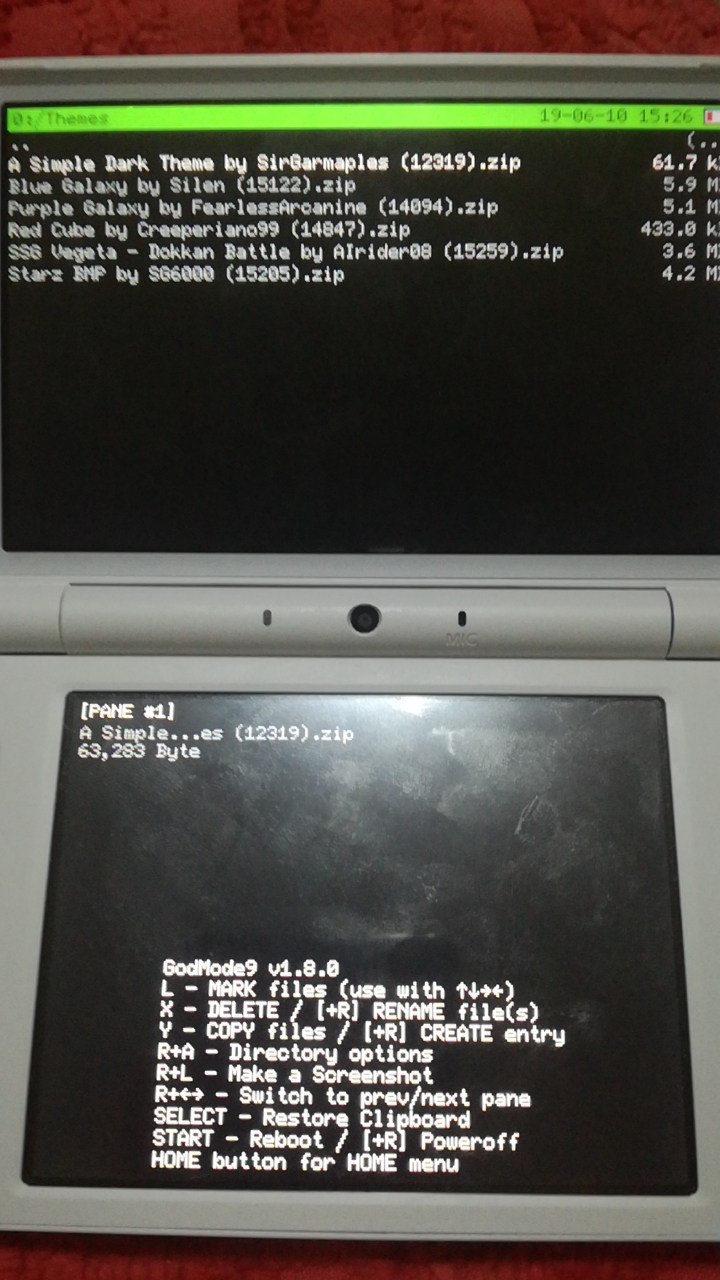 0:/Themes 19-06-10 15:26
.. (..
A Simple Dark Theme by SirGarmaples (12319).zip 61.7 k
Blue Galaxy by Silen (15122).zip 5.9 M
Purple Galaxy by FearlessArcanine (14094).zip 5.1 M
Red Cube by Creeperiano99 (14847).zip 433.0 k
SSG Vegeta - Dokkan Battle by AIrider08 (15259).zip 3.6 M
Starz BMP by SG6000 (15205).zip 4.2 M
MIC
[PANE #1]
A Simple...es (12319).zip
63,283 Byte
GodMode9 v1.8.0
L - MARK files (use with ↑↓→←)
X - DELETE / [+R] RENAME file(s)
Y - COPY files / [+R] CREATE entry
R+A - Directory options
R+L - Make a Screenshot
R+←→ - Switch to prev/next pane
SELECT - Restore Clipboard
START - Reboot / [+R] Poweroff
HOME button for HOME menu